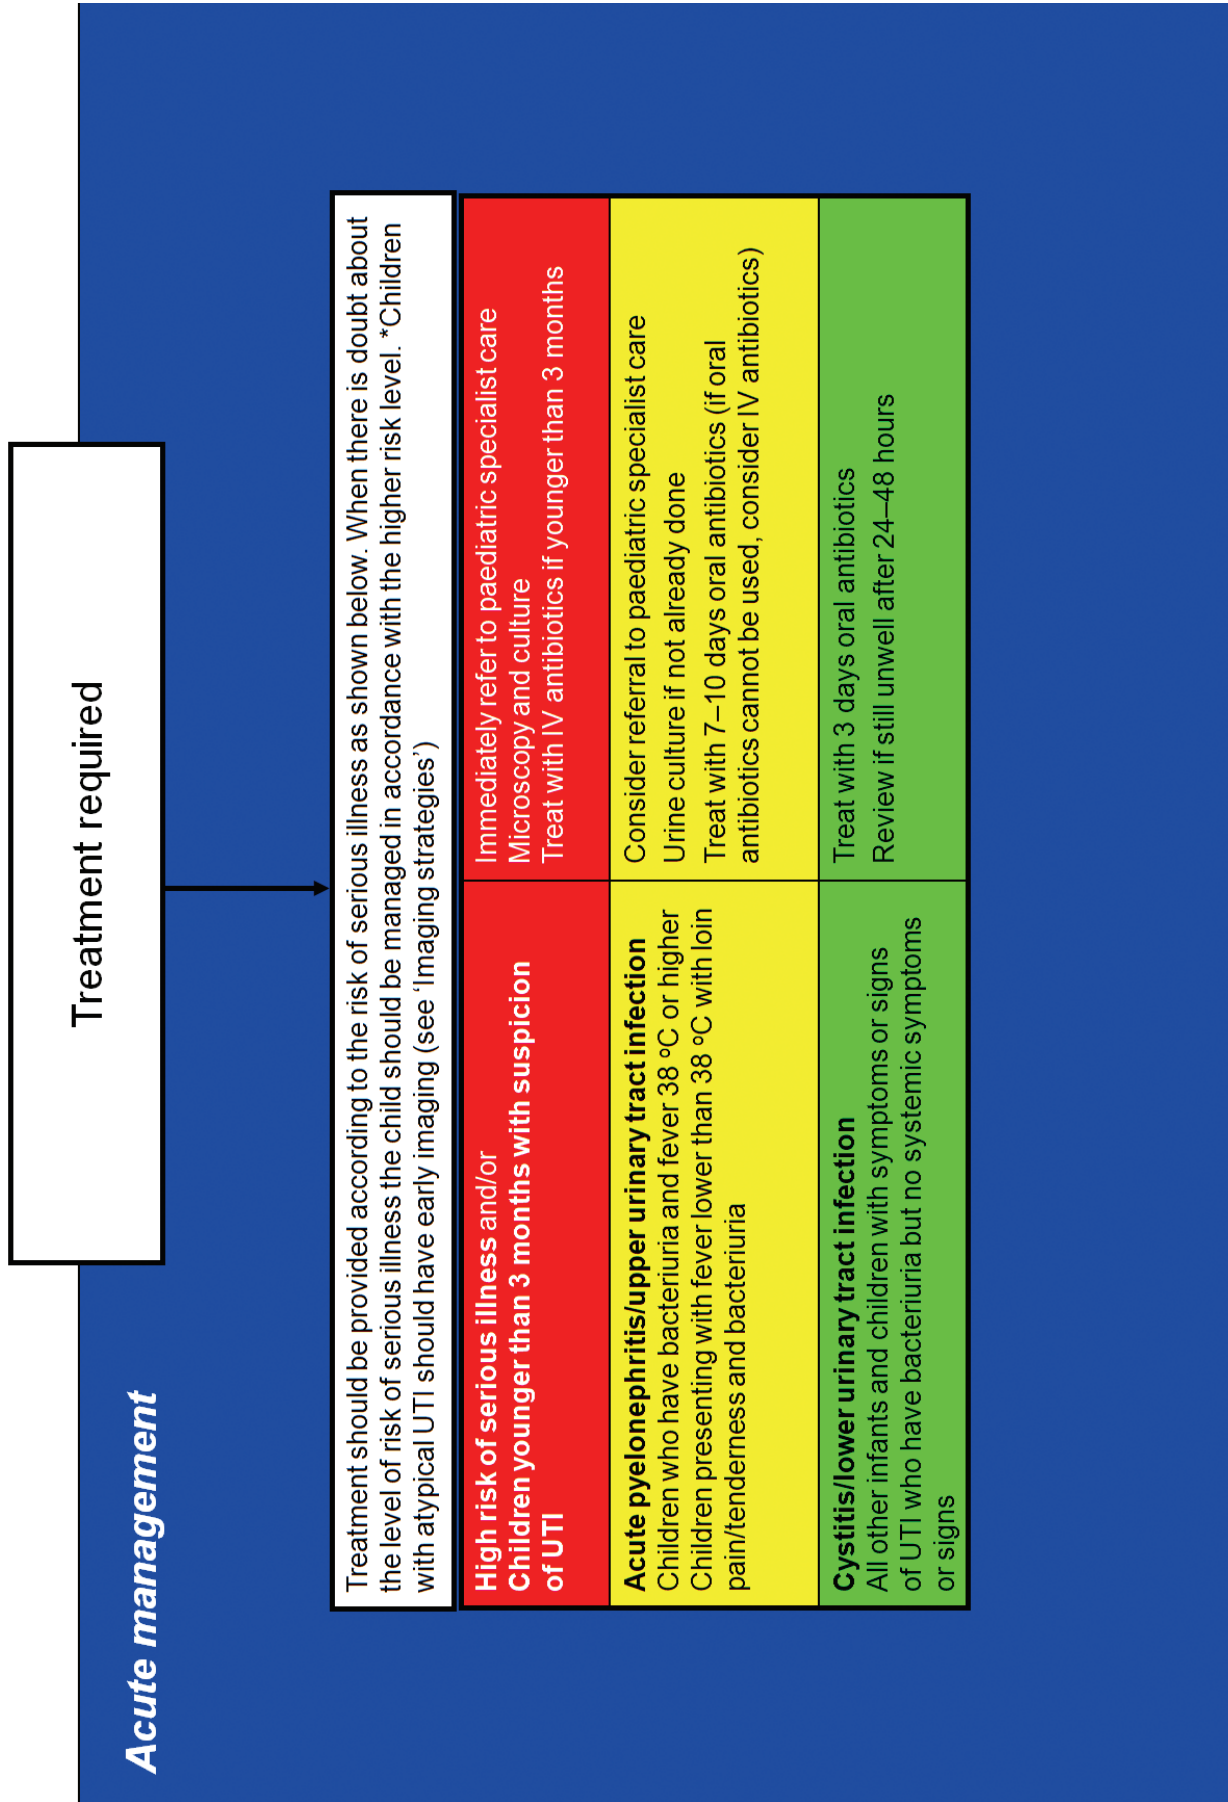 Treatment required
Acute management
Treatment should be provided according to the risk of serious illness as shown below. When there is doubt about
the level of risk of serious illness the child should be managed in accordance with the higher risk level. *Children
with atypical UTI should have early imaging (see ‘Imaging strategies’)
High risk of serious illness and/or
Children younger than 3 months with suspicion
of UTI
Immediately refer to paediatric specialist care
Microscopy and culture
Treat with IV antibiotics if younger than 3 months
Acute pyelonephritis/upper urinary tract infection
Children who have bacteriuria and fever 38 ºC or higher
Children presenting with fever lower than 38 ºC with loin
pain/tenderness and bacteriuria
Consider referral to paediatric specialist care
Urine culture if not already done
Treat with 7–10 days oral antibiotics (if oral
antibiotics cannot be used, consider IV antibiotics)
Cystitis/lower urinary tract infection
All other infants and children with symptoms or signs
of UTI who have bacteriuria but no systemic symptoms
or signs
Treat with 3 days oral antibiotics
Review if still unwell after 24–48 hours